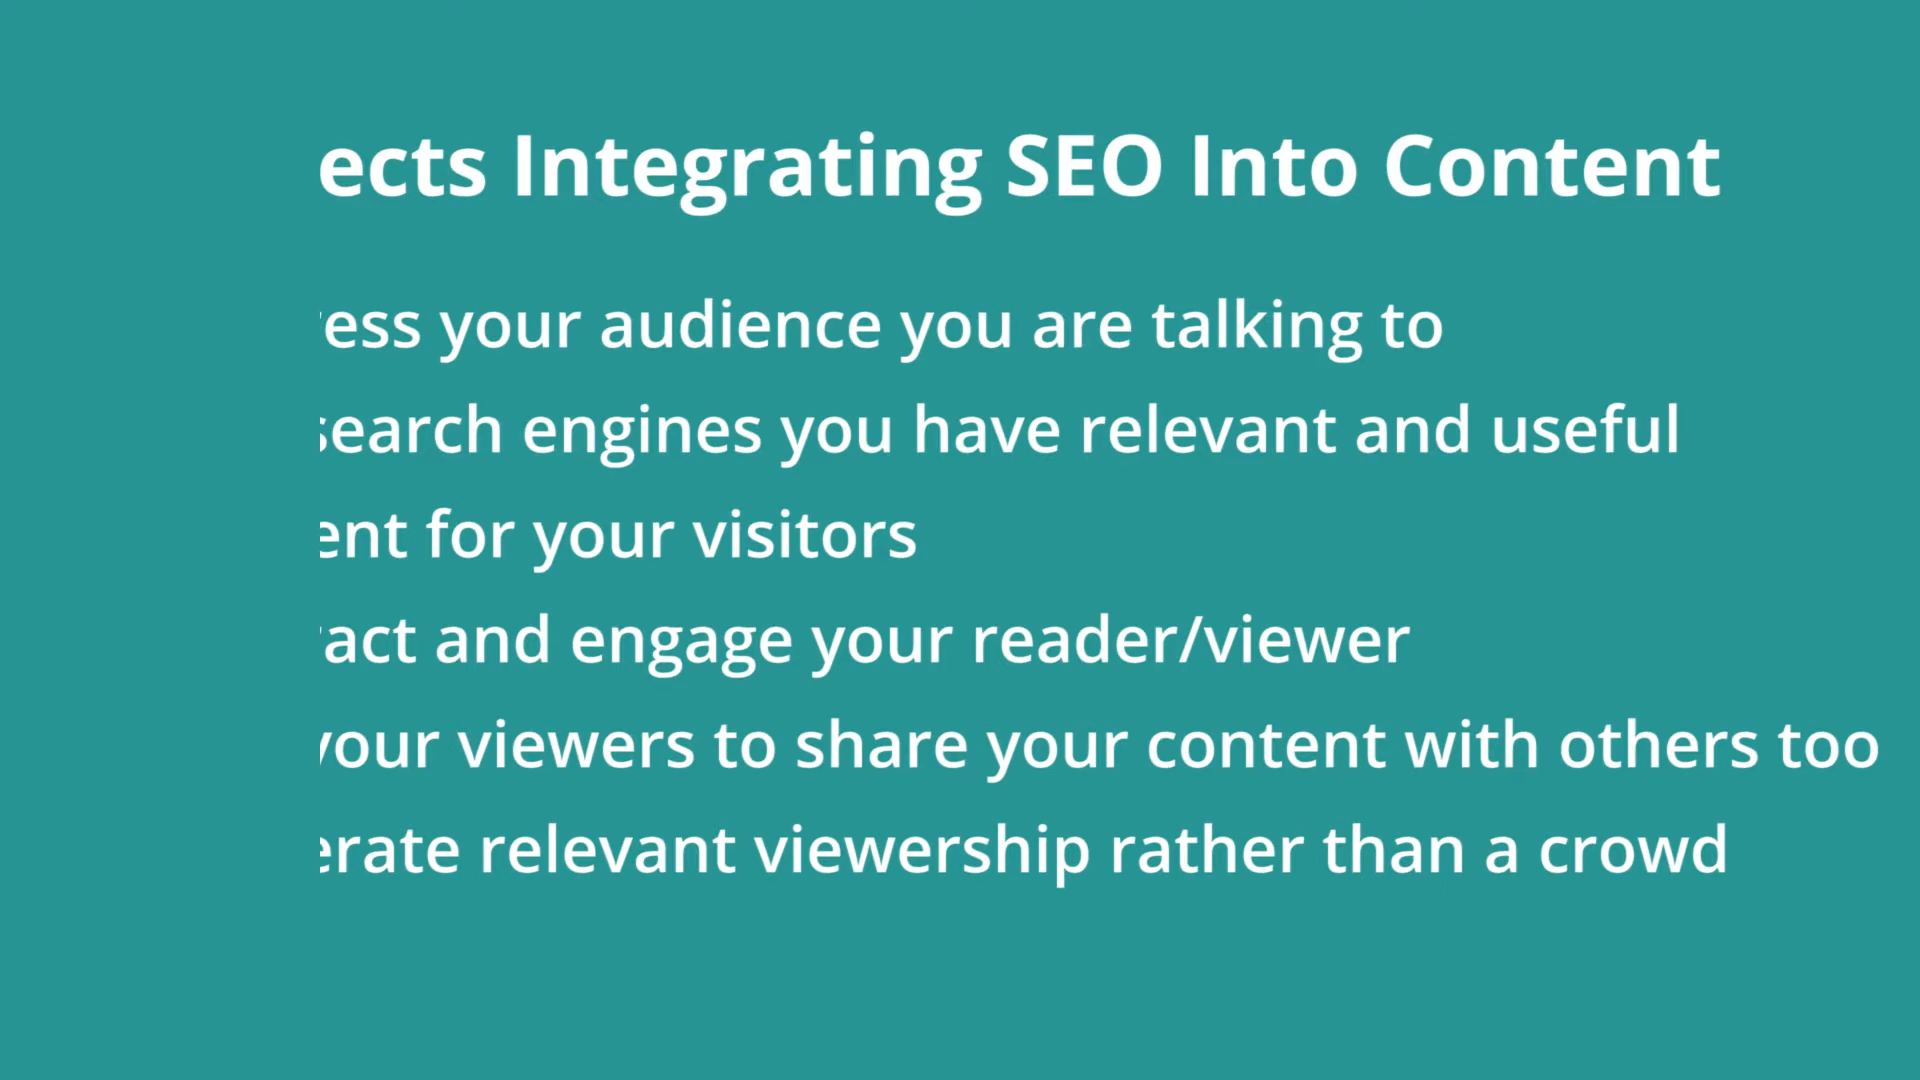 ects Integrating SEO Into Content
ess your audience you are talking to
search engines you have relevant and useful
ent for your visitors
act and engage your reader/viewer
your viewers to share your content with others too
erate relevant viewership rather than a crowd